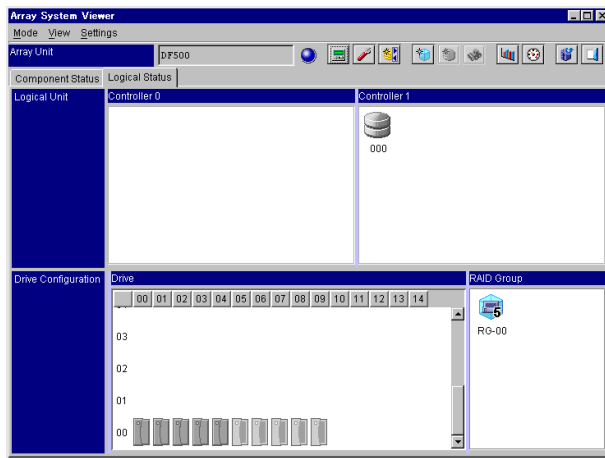 Array System Viewer
Mode View Settings
Array Unit DF500
Component Status Logical Status
Logical Unit Controller 0 Controller 1
000
Drive Configuration Drive RAID Group
00 01 02 03 04 05 06 07 08 09 10 11 12 13 14
5
RG-00
03
02
01
00